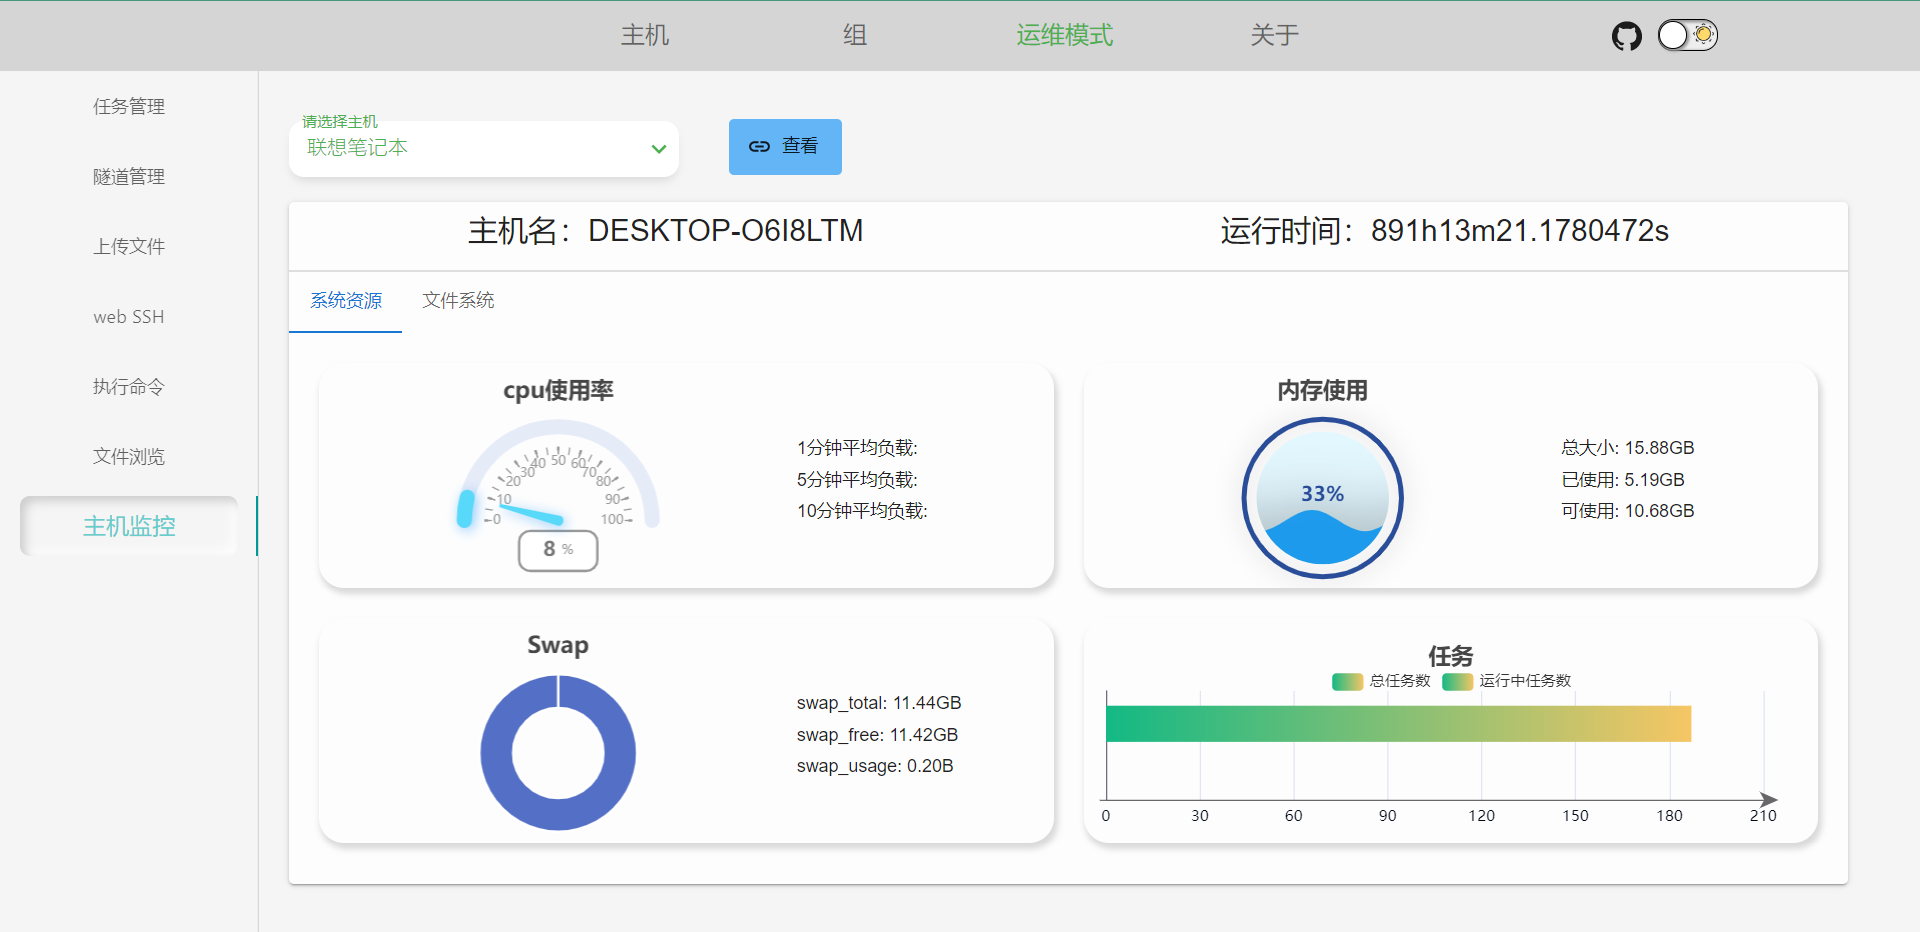 主机 组 运维模式 关于
任务管理
隧道管理
上传文件
web SSH
执行命令
文件浏览
主机监控
请选择主机
联想笔记本
查看
主机名：DESKTOP-O6I8LTM
运行时间：891h13m21.1780472s
系统资源 文件系统
cpu使用率
0 10 20 30 40 50 60 70 80 90 100
8 %
1分钟平均负载:
5分钟平均负载:
10分钟平均负载:
内存使用
33%
总大小: 15.88GB
已使用: 5.19GB
可使用: 10.68GB
Swap
swap_total: 11.44GB
swap_free: 11.42GB
swap_usage: 0.20B
任务
总任务数 运行中任务数
0 30 60 90 120 150 180 210